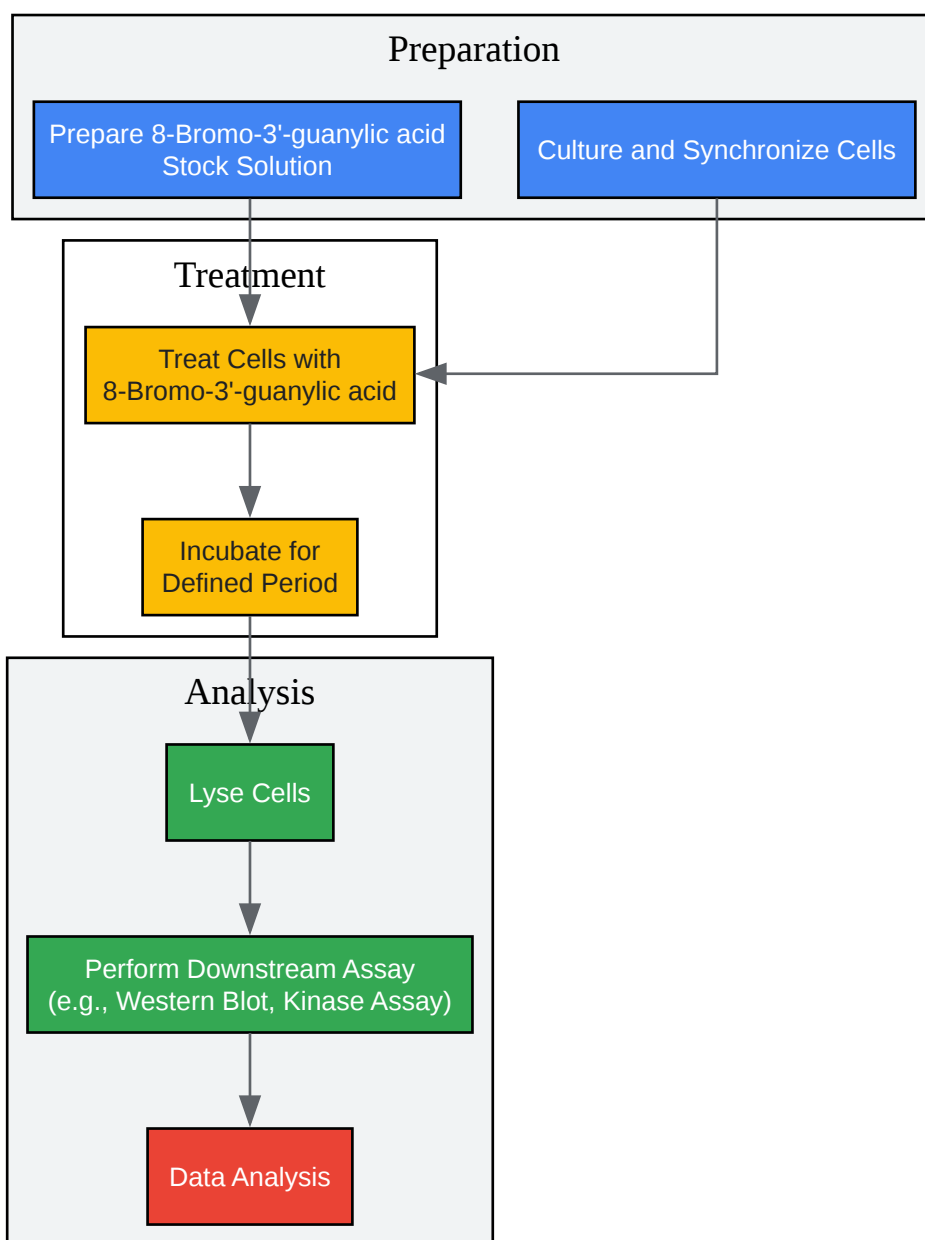 Preparation
Prepare 8-Bromo-3'-guanylic acid
Stock Solution
Culture and Synchronize Cells
Treatment
Treat Cells with
8-Bromo-3'-guanylic acid
Incubate for
Defined Period
Analysis
Lyse Cells
Perform Downstream Assay
(e.g., Western Blot, Kinase Assay)
Data Analysis